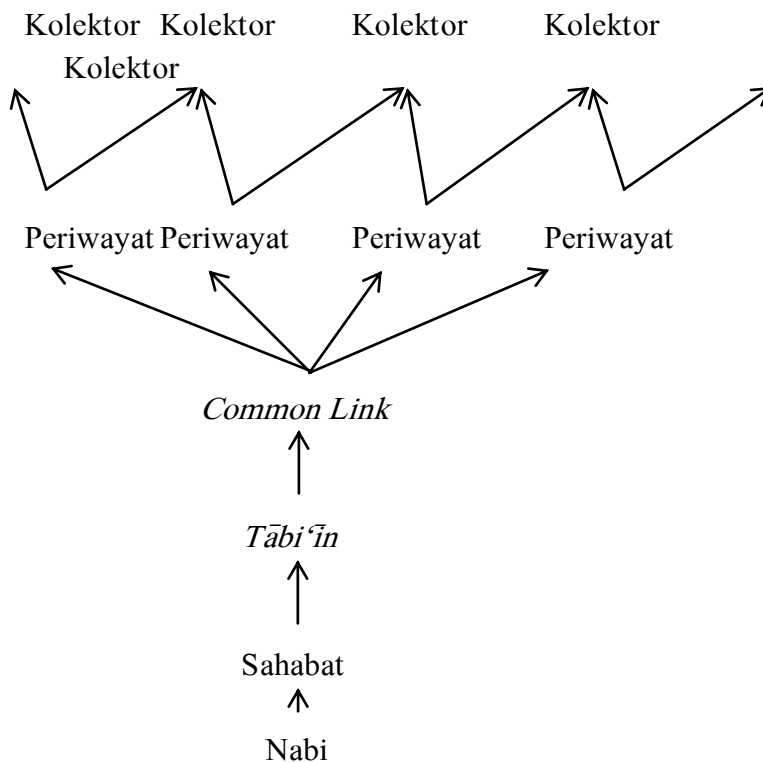 Kolektor Kolektor Kolektor Kolektor
Kolektor
Periwayat Periwayat Periwayat Periwayat
Common Link
Tābi‘īn
Sahabat
Nabi